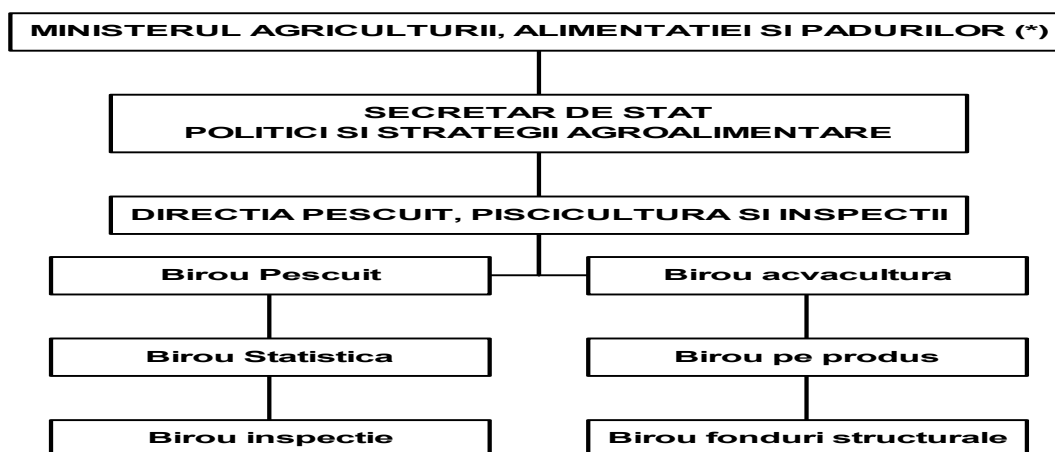 MINISTERUL AGRICULTURII, ALIMENTATIEI SI PADURILOR (*)
SECRETAR DE STAT
POLITICI SI STRATEGII AGROALIMENTARE
DIRECTIA PESCUIT, PISCICULTURA SI INSPECTII
Birou Pescuit
Birou acvacultura
Birou Statistica
Birou pe produs
Birou inspectie
Birou fonduri structurale